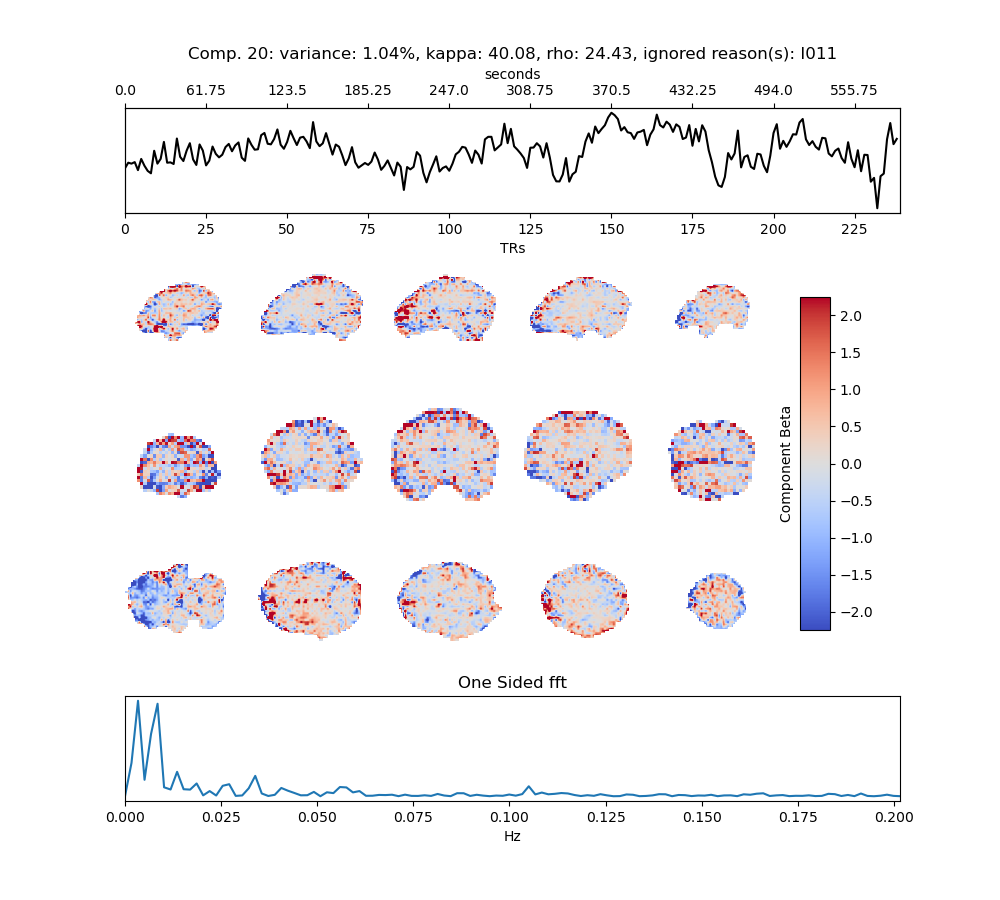 Comp. 20: variance: 1.04%, kappa: 40.08, rho: 24.43, ignored reason(s): I011
seconds
0.0 61.75 123.5 185.25 247.0 308.75 370.5 432.25 494.0 555.75
0 25 50 75 100 125 150 175 200 225
TRs
2.0
1.5
1.0
0.5
0.0
−0.5
−1.0
−1.5
−2.0
Component Beta
One Sided fft
0.000 0.025 0.050 0.075 0.100 0.125 0.150 0.175 0.200
Hz